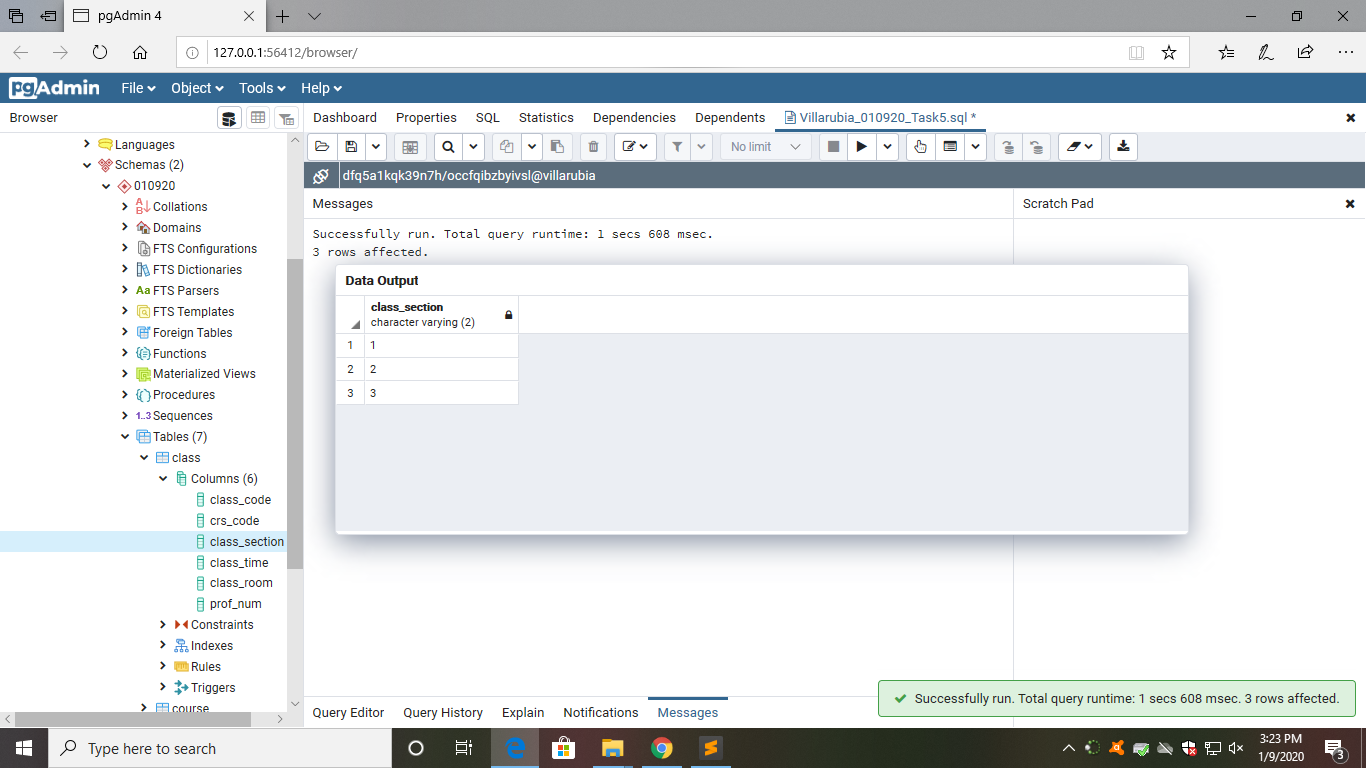 pgAdmin 4
127.0.0.1:56412/browser/
pgAdmin File Object Tools Help
Browser
Dashboard Properties SQL Statistics Dependencies Dependents Villarubia_010920_Task5.sql *
No limit
dfq5a1kqk39n7h/occfqibzbyivsl@villarubia
Languages
Schemas (2)
010920
Collations
Domains
FTS Configurations
FTS Dictionaries
Aa FTS Parsers
FTS Templates
Foreign Tables
Functions
Materialized Views
Procedures
1..3 Sequences
Tables (7)
class
Columns (6)
class_code
crs_code
class_section
class_time
class_room
prof_num
Constraints
Indexes
Rules
Triggers
course
Messages
Scratch Pad
Successfully run. Total query runtime: 1 secs 608 msec.
3 rows affected.
Data Output
class_section
character varying (2)
1 1
2 2
3 3
Successfully run. Total query runtime: 1 secs 608 msec. 3 rows affected.
Query Editor Query History Explain Notifications Messages
Type here to search
3:23 PM
1/9/2020
3